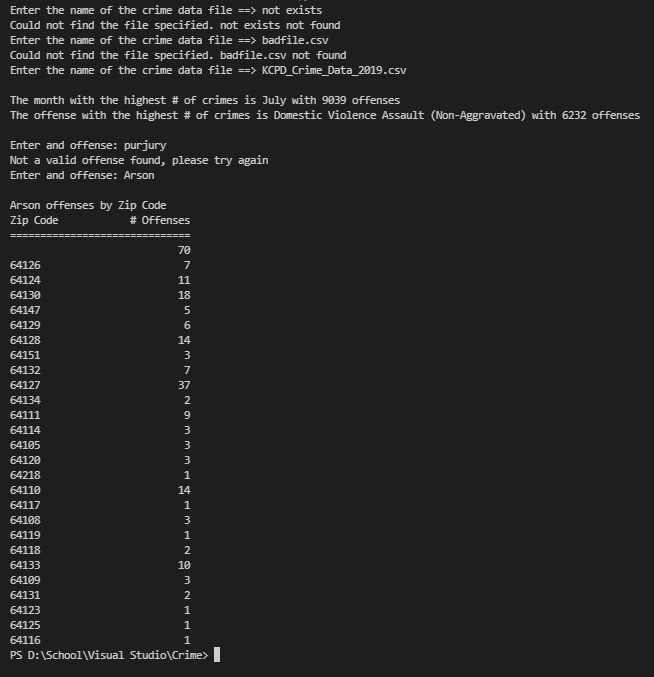 Enter the name of the crime data file ==> not exists
Could not find the file specified. not exists not found
Enter the name of the crime data file ==> badfile.csv
Could not find the file specified. badfile.csv not found
Enter the name of the crime data file ==> KCPD_Crime_Data_2019.csv

The month with the highest # of crimes is July with 9039 offenses
The offense with the highest # of crimes is Domestic Violence Assault (Non-Aggravated) with 6232 offenses

Enter and offense: purjury
Not a valid offense found, please try again
Enter and offense: Arson

Arson offenses by Zip Code
Zip Code            # Offenses
==============================
                            70
64126                        7
64124                       11
64130                       18
64147                        5
64129                        6
64128                       14
64151                        3
64132                        7
64127                       37
64134                        2
64111                        9
64114                        3
64105                        3
64120                        3
64218                        1
64110                       14
64117                        1
64108                        3
64119                        1
64118                        2
64133                       10
64109                        3
64131                        2
64123                        1
64125                        1
64116                        1
PS D:\School\Visual Studio\Crime>